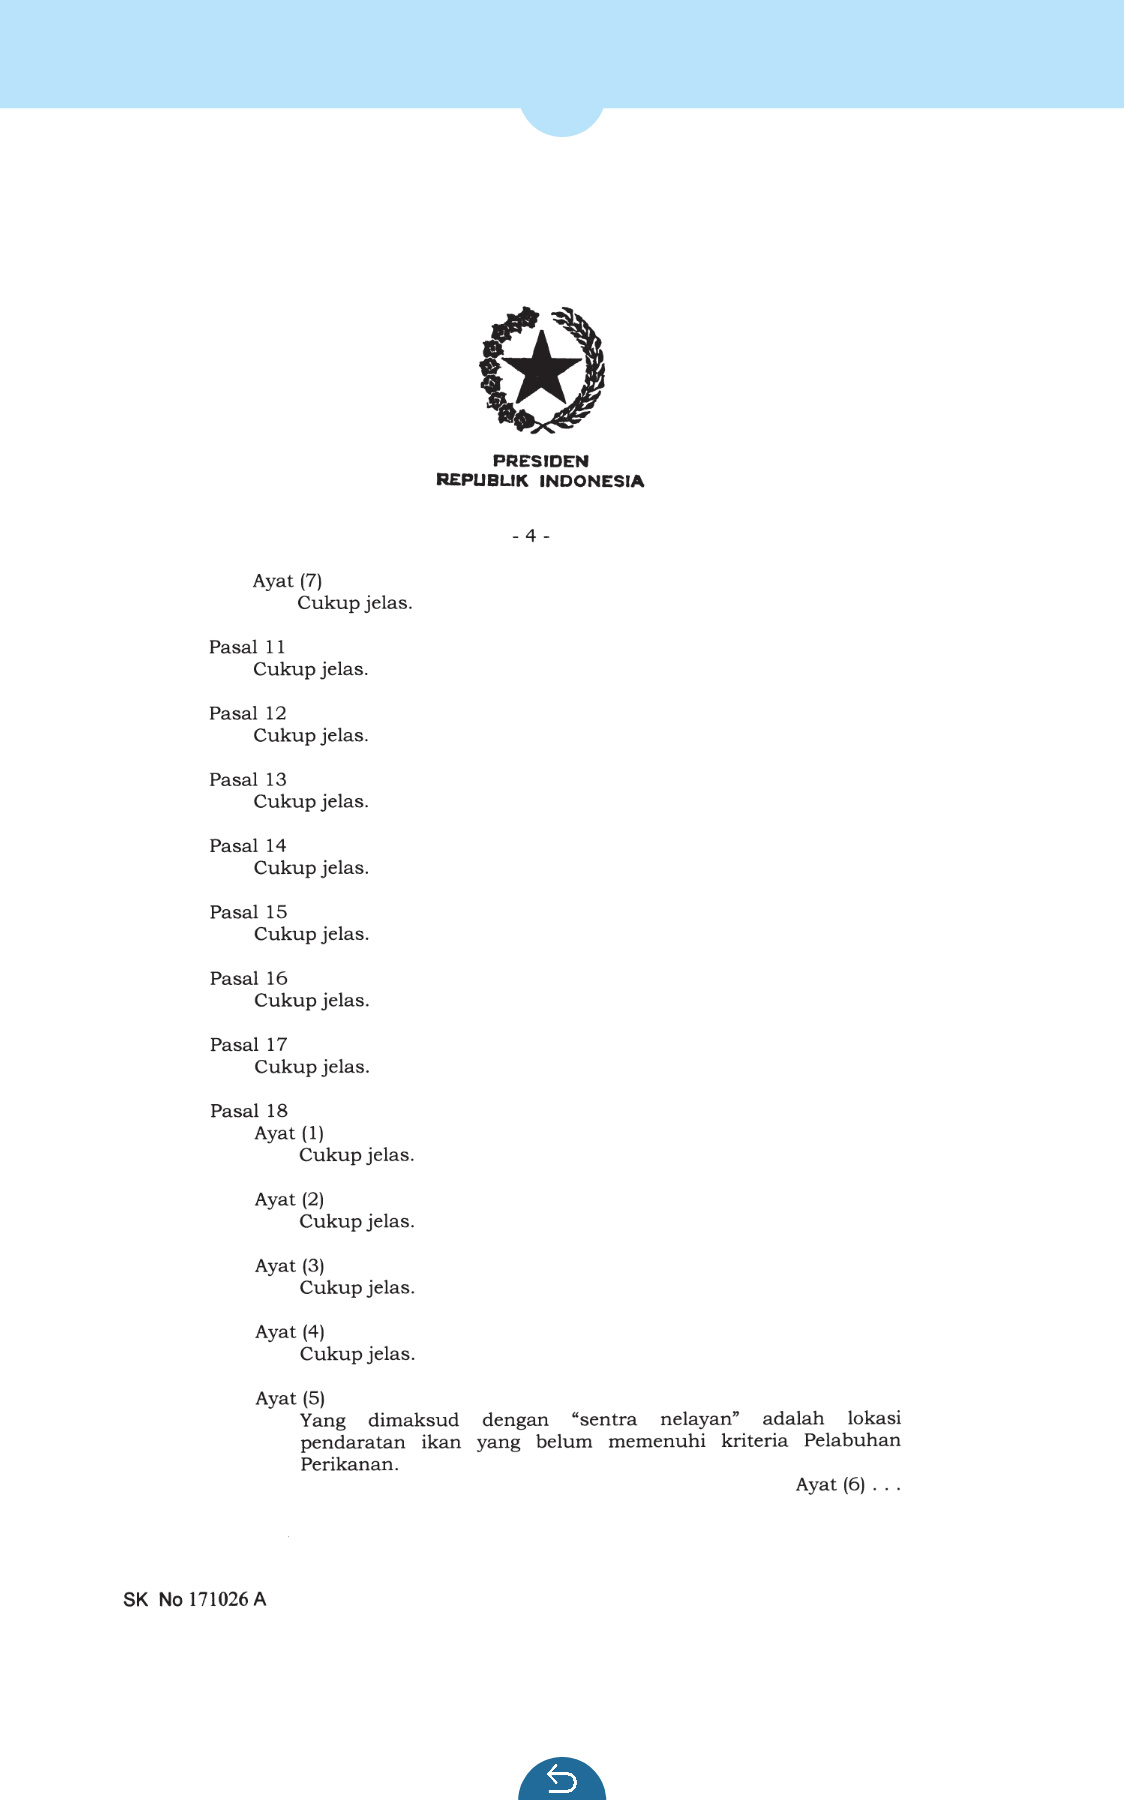 PRESIDEN
REPUBLIK INDONESIA
- 4 -
Ayat (7)
Cukup jelas.
Pasal 11
Cukup jelas.
Pasal 12
Cukup jelas.
Pasal 13
Cukup jelas.
Pasal 14
Cukup jelas.
Pasal 15
Cukup jelas.
Pasal 16
Cukup jelas.
Pasal 17
Cukup jelas.
Pasal 18
Ayat (1)
Cukup jelas.
Ayat (2)
Cukup jelas.
Ayat (3)
Cukup jelas.
Ayat (4)
Cukup jelas.
Ayat (5)
Yang dimaksud dengan “sentra nelayan” adalah lokasi
pendaratan ikan yang belum memenuhi kriteria Pelabuhan
Perikanan.
Ayat (6) . . .
SK No 171026 A